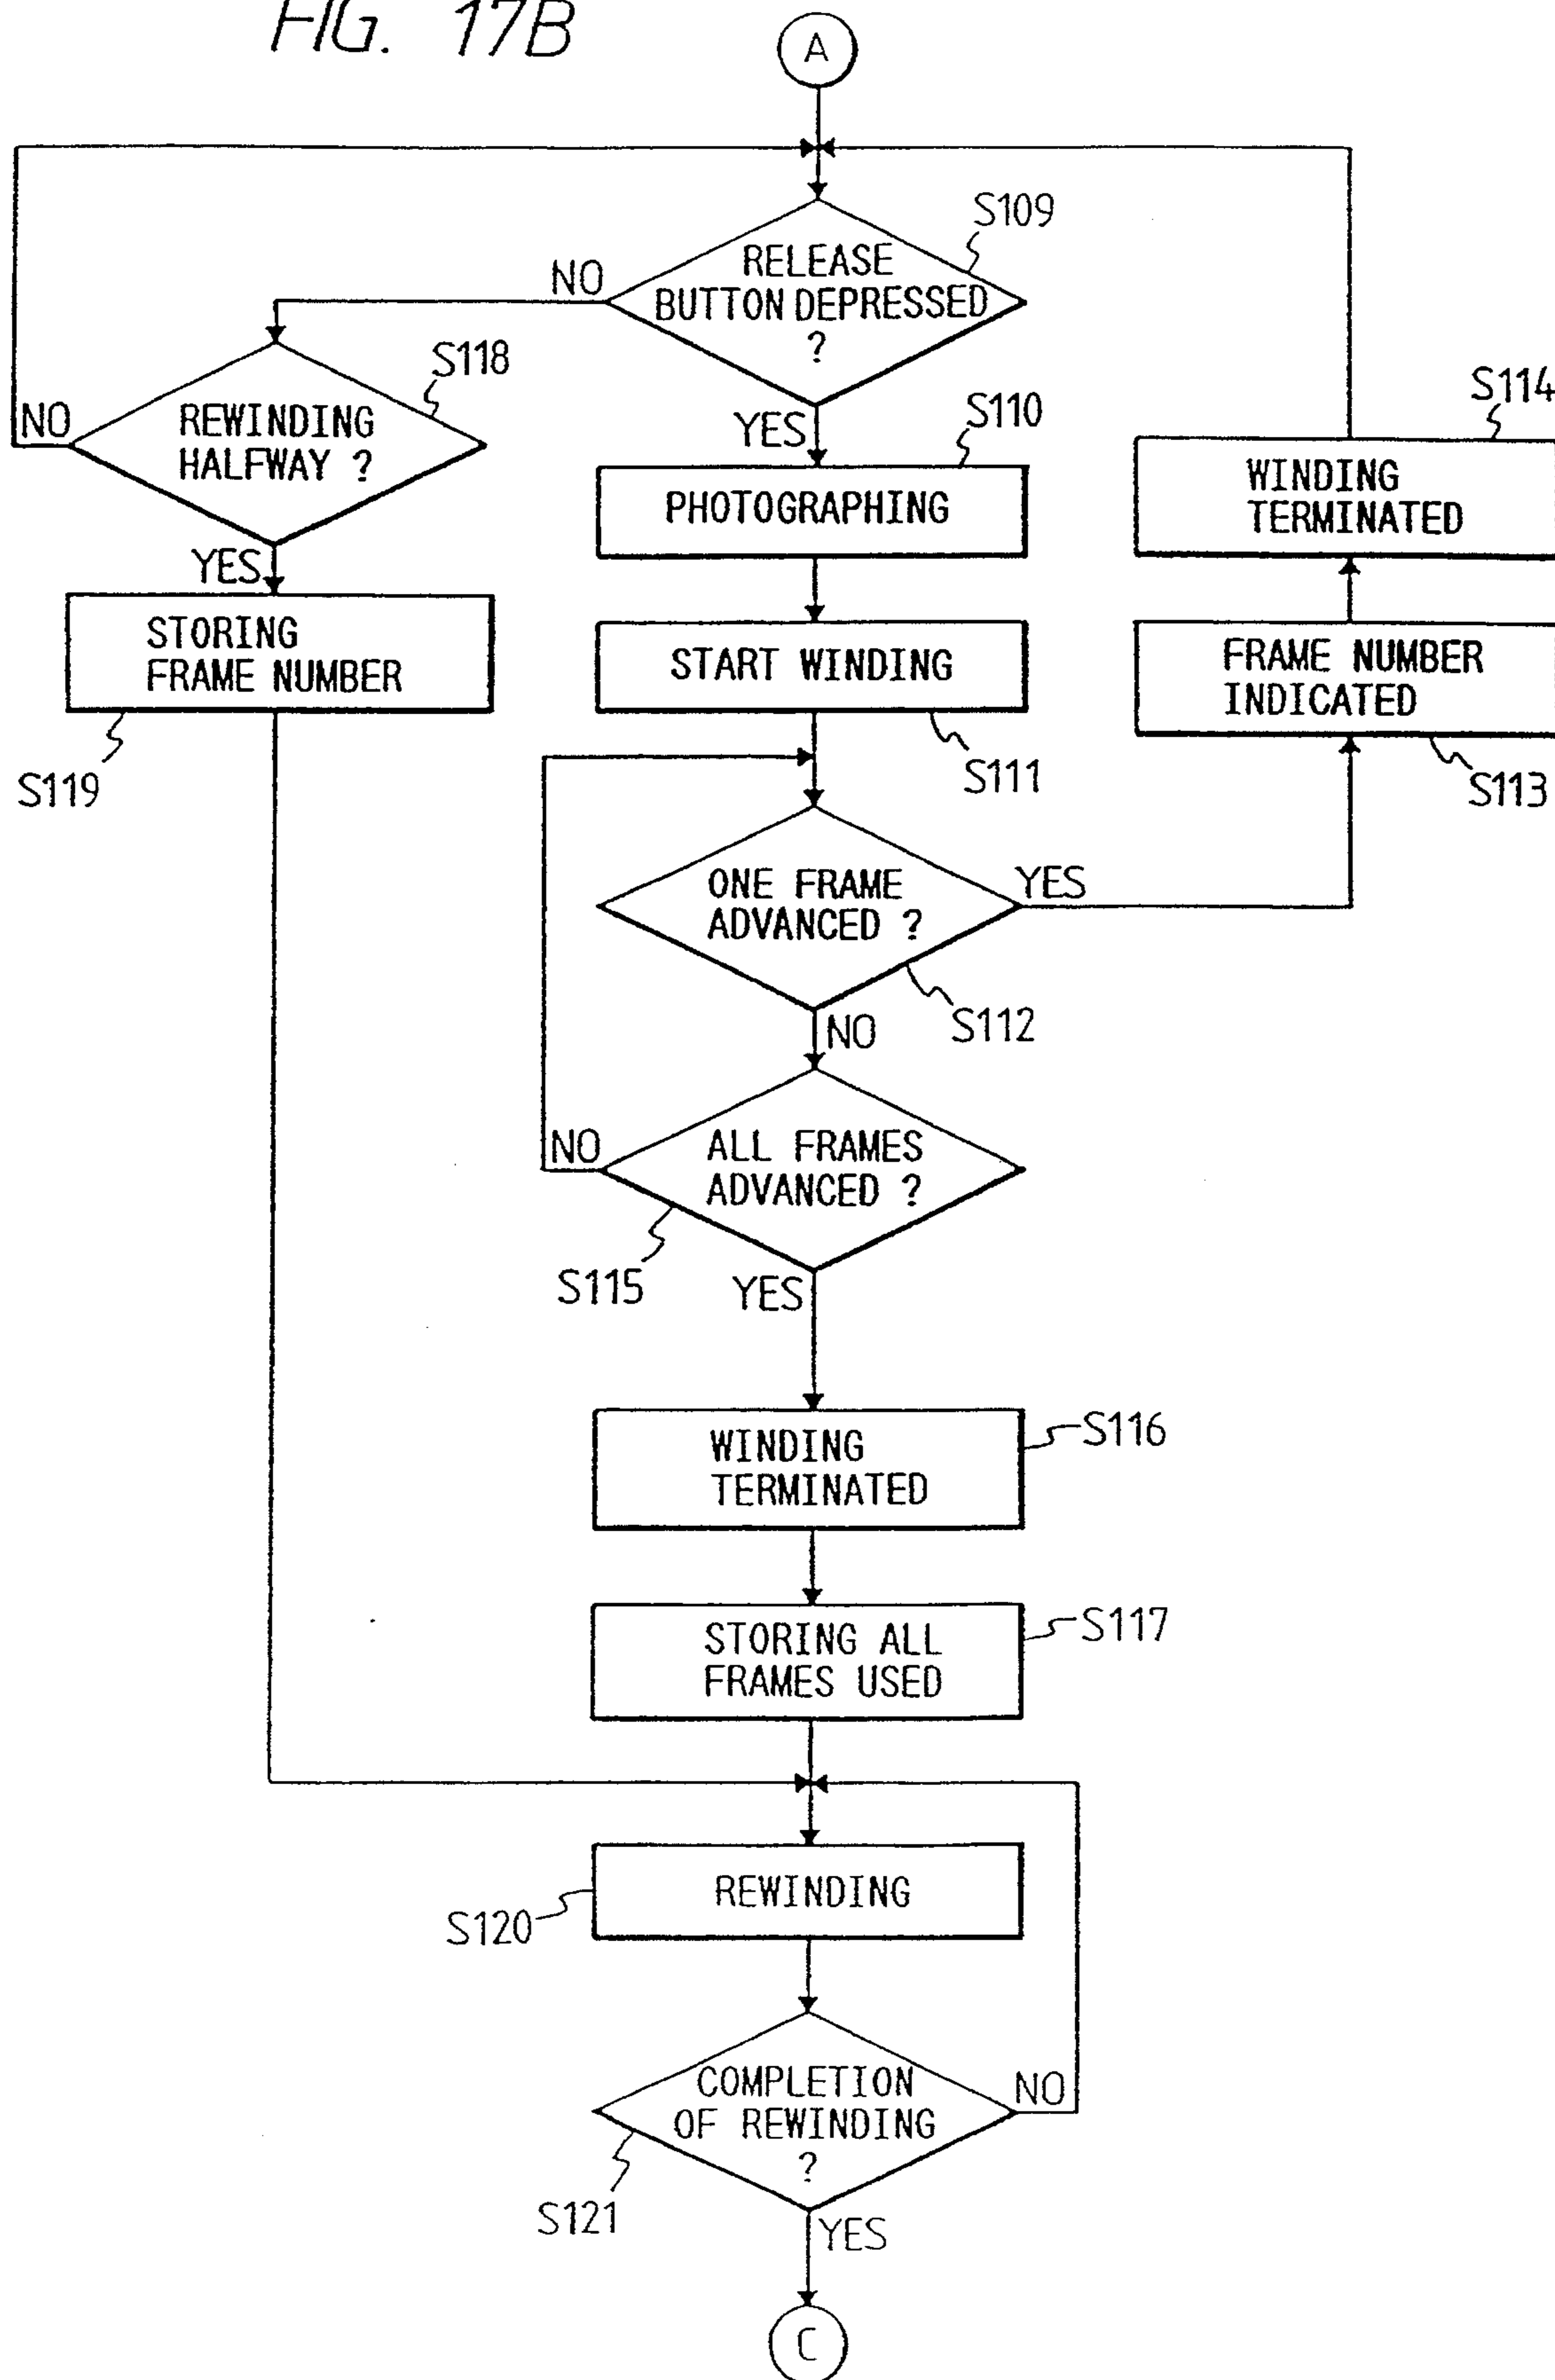 FIG. 17B
A
S109
RELEASE
BUTTON DEPRESSED
?
NO
YES
S118
REWINDING
HALFWAY ?
NO
YES
S110
PHOTOGRAPHING
S114
WINDING
TERMINATED
STORING
FRAME NUMBER
S119
START WINDING
S111
FRAME NUMBER
INDICATED
S113
ONE FRAME
ADVANCED ?
YES
S112
NO
ALL FRAMES
ADVANCED ?
NO
S115
YES
WINDING
TERMINATED
S116
STORING ALL
FRAMES USED
S117
REWINDING
S120
COMPLETION
OF REWINDING
?
NO
S121
YES
C